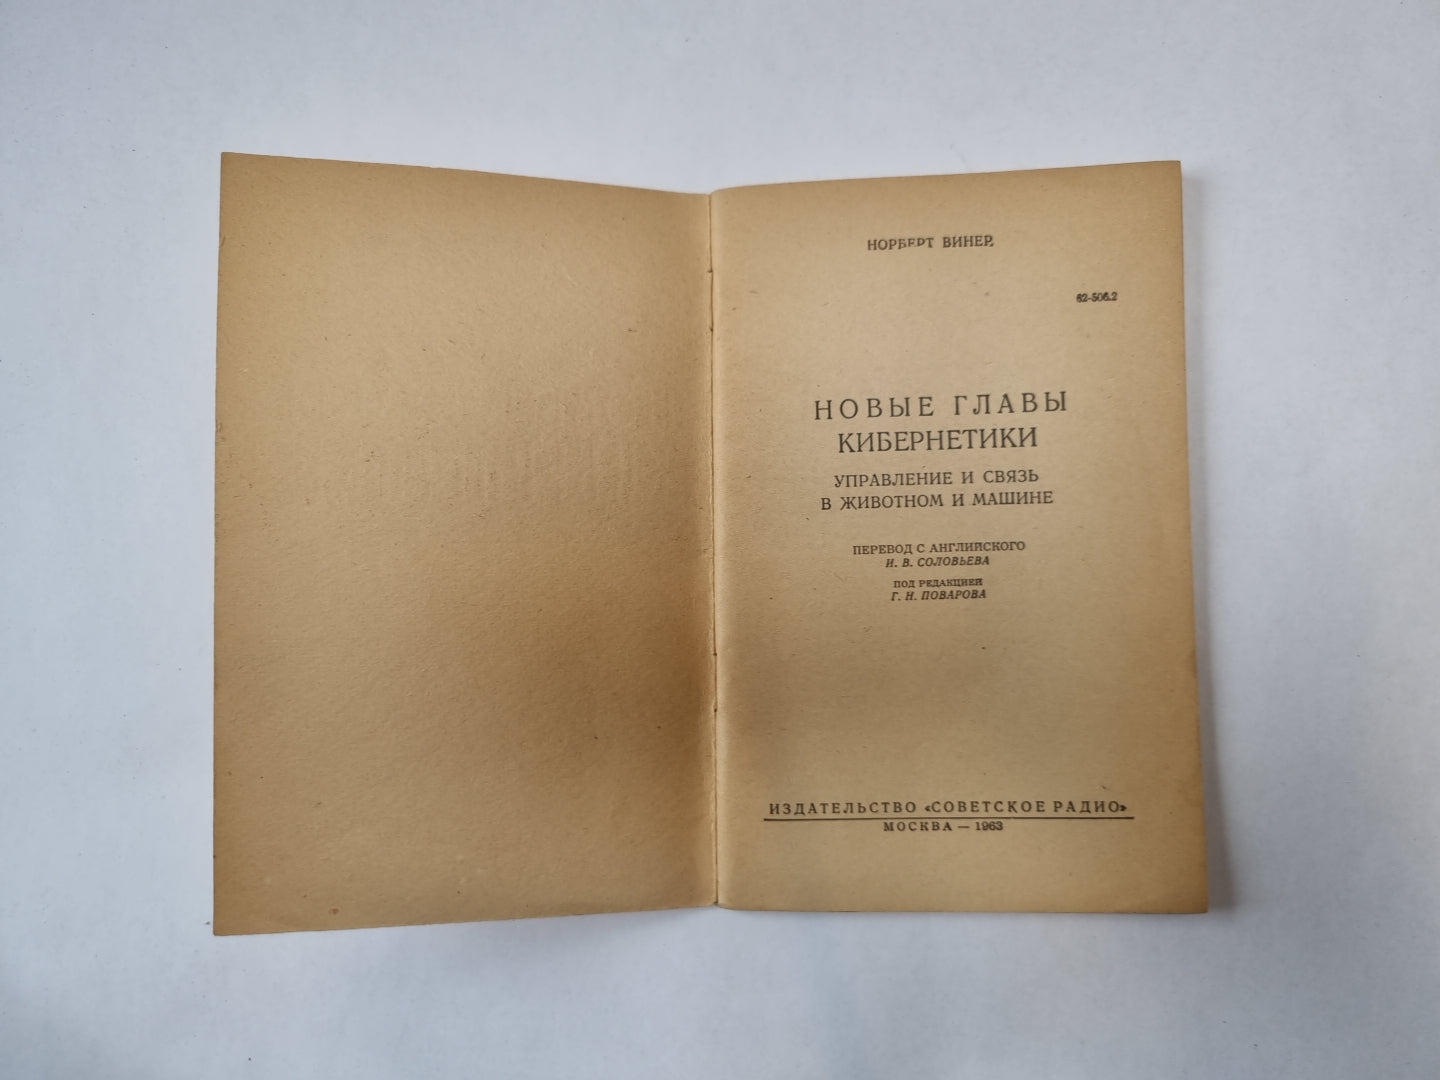 НОРБЕРТ ВИНЕР
62-506.2
НОВЫЕ ГЛАВЫ
КИБЕРНЕТИКИ
УПРАВЛЕНИЕ И СВЯЗЬ
В ЖИВОТНОМ И МАШИНЕ
ПЕРЕВОД С АНГЛИЙСКОГО
И. В. СОЛОВЬЕВА
ПОД РЕДАКЦИЕЙ
Г. Н. ПОВАРОВА
ИЗДАТЕЛЬСТВО «СОВЕТСКОЕ РАДИО»
МОСКВА — 1963